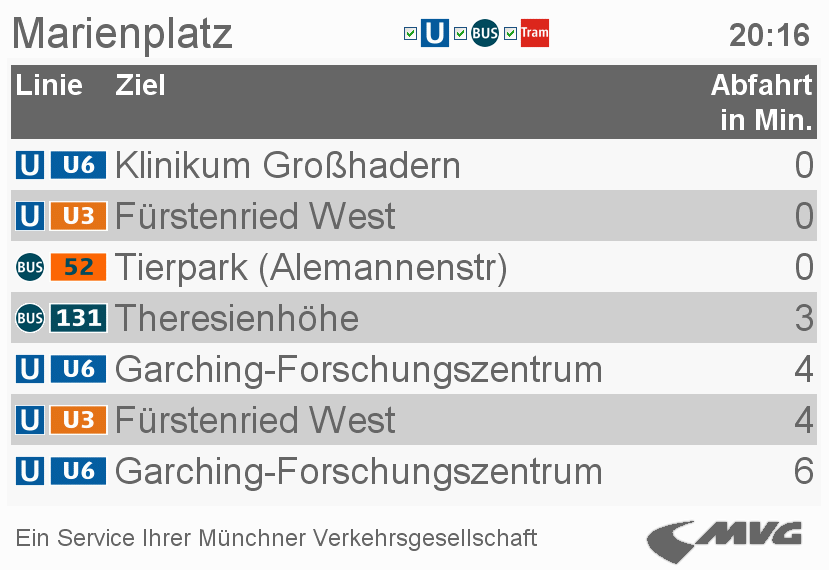 Marienplatz U BUS Tram 20:16
Linie Ziel Abfahrt
in Min.
U U6 Klinikum Großhadern 0
U U3 Fürstenried West 0
BUS 52 Tierpark (Alemannenstr) 0
BUS 131 Theresienhöhe 3
U U6 Garching-Forschungszentrum 4
U U3 Fürstenried West 4
U U6 Garching-Forschungszentrum 6
Ein Service Ihrer Münchner Verkehrsgesellschaft MVG